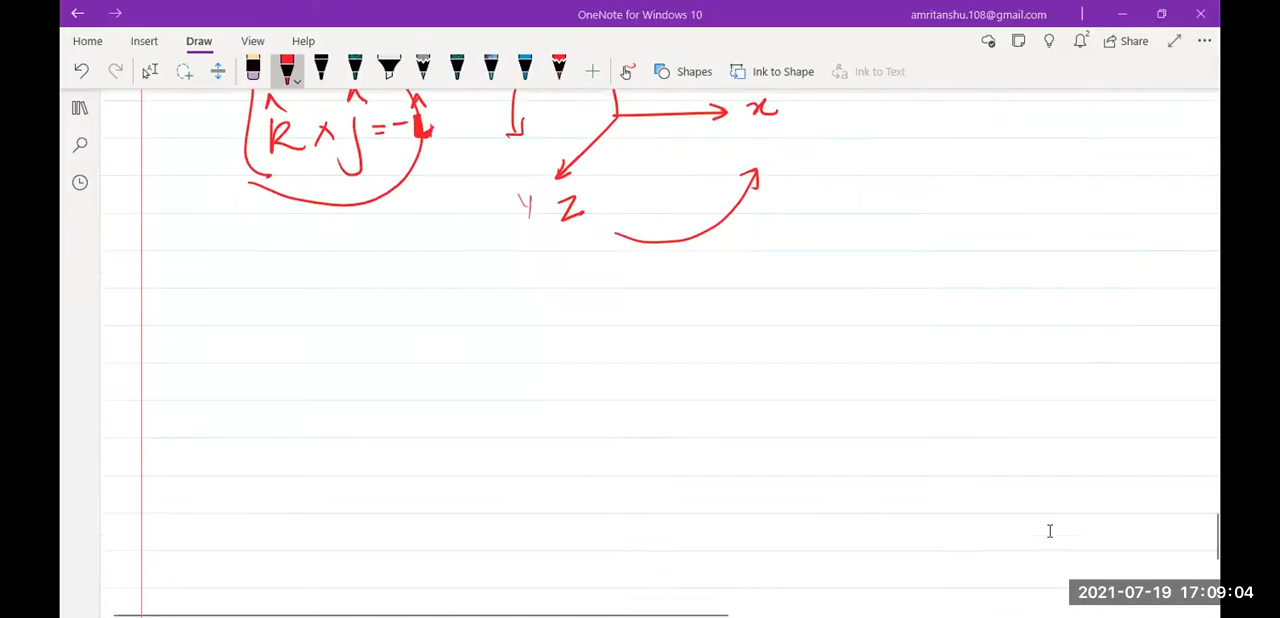 OneNote for Windows 10
amritanshu.108@gmail.com
Home Insert Draw View Help
2
Share
Shapes
Ink to Shape
Ink to Text
x
k̂ × ĵ = -î
y z
2021-07-19 17:09:04